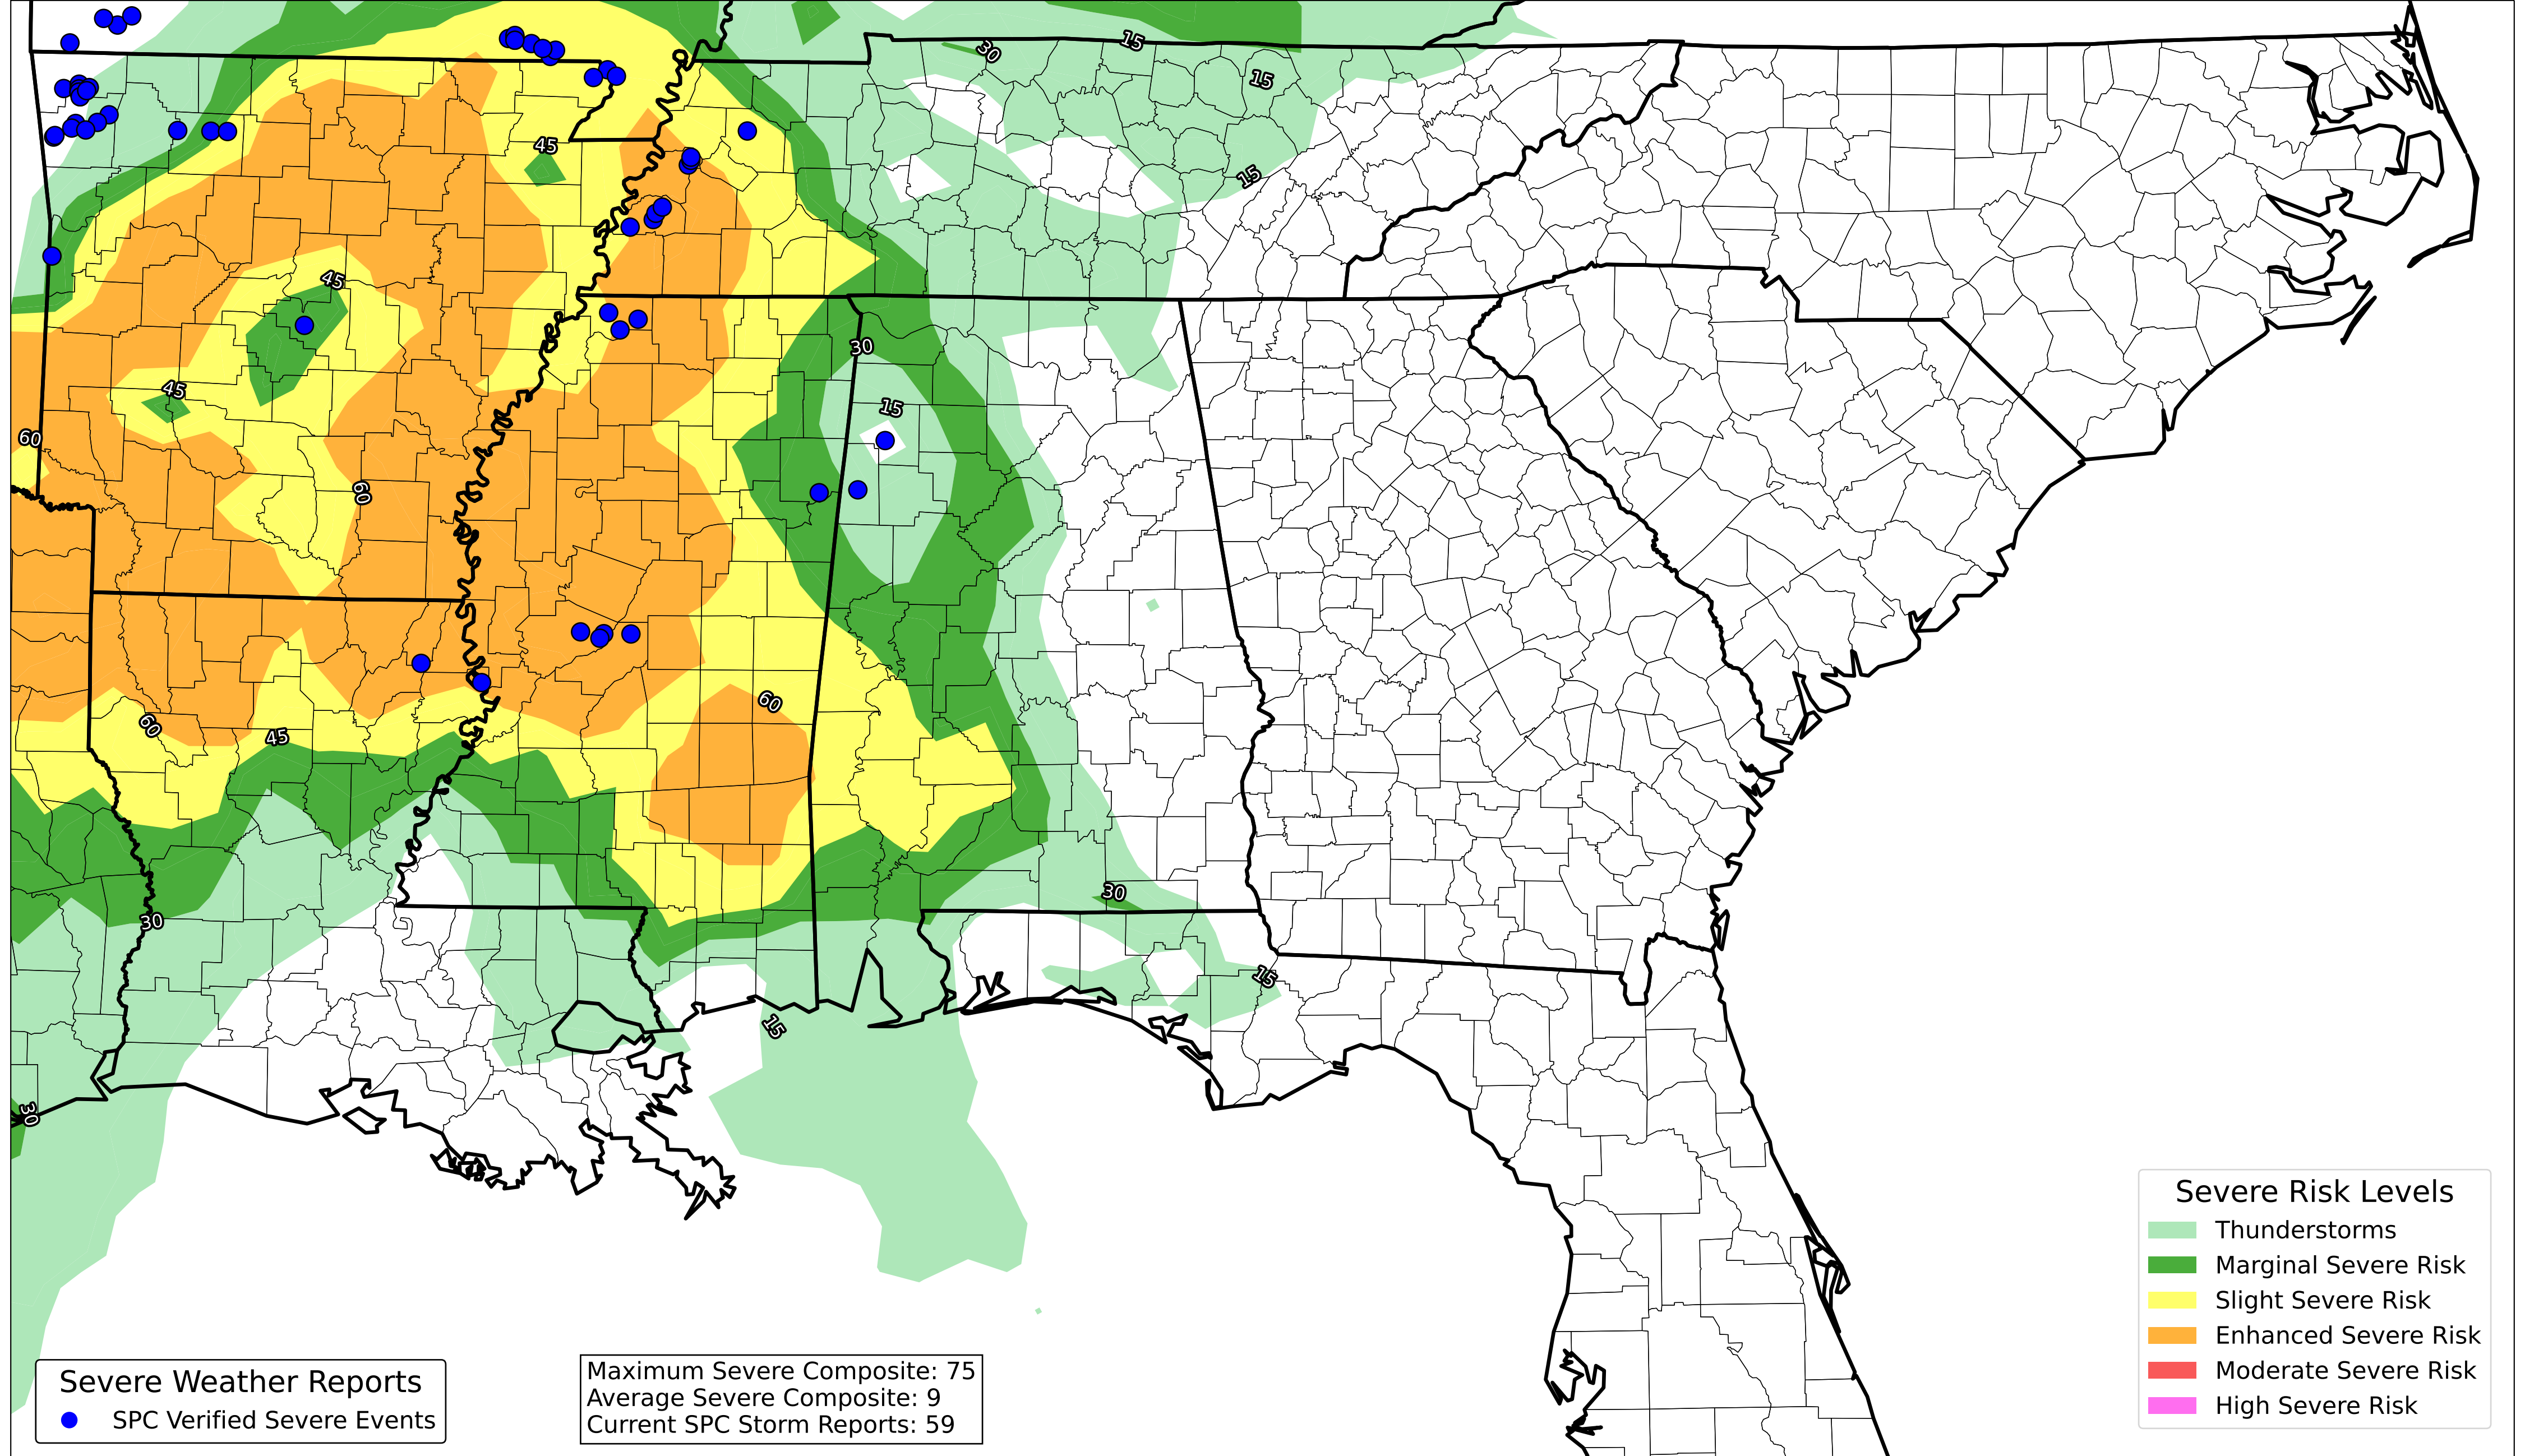 15
30
15
45
15
45
30
45
15
60
60
60
60
45
30
30
15
15
30
Severe Risk Levels
Thunderstorms
Marginal Severe Risk
Slight Severe Risk
Enhanced Severe Risk
Moderate Severe Risk
High Severe Risk
Severe Weather Reports
SPC Verified Severe Events
Maximum Severe Composite: 75
Average Severe Composite: 9
Current SPC Storm Reports: 59